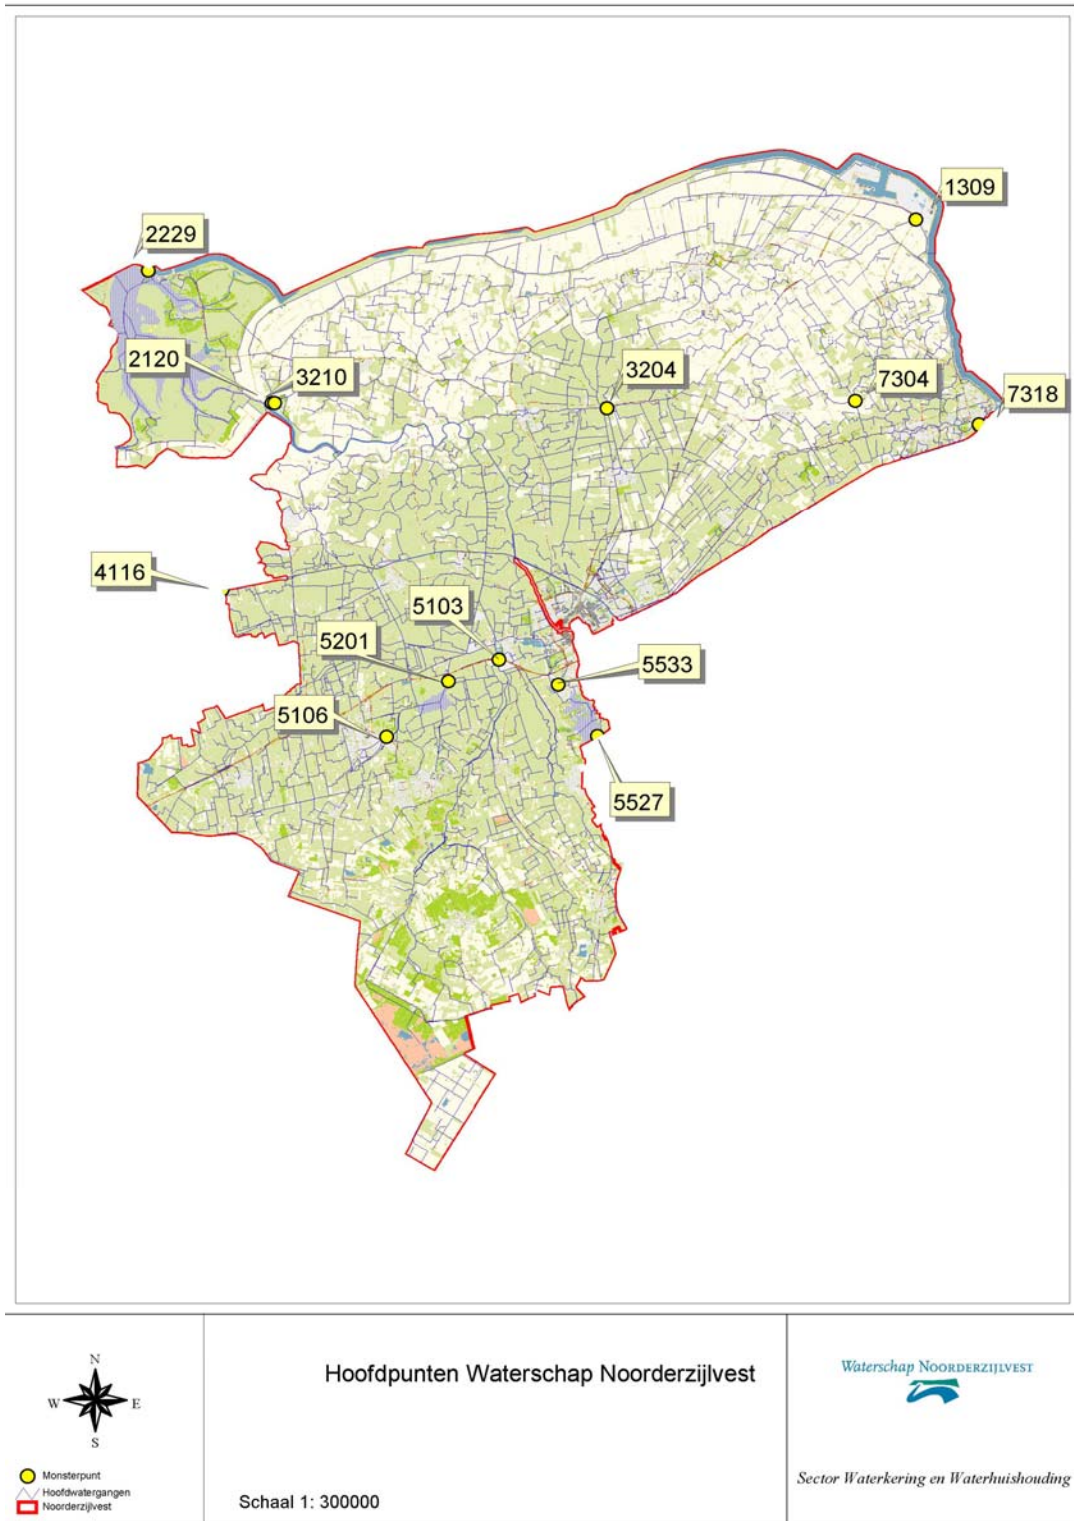 1309
2229
2120
3210
3204
7304
7318
4116
5103
5201
5533
5106
5527
N
W E
S
Monsterpunt
Hoofdwatergangen
Noorderzijlvest
Hoofdpunten Waterschap Noorderzijlvest
Schaal 1: 300000
Waterschap NOORDERZIJLVEST
Sector Waterkering en Waterhuishouding